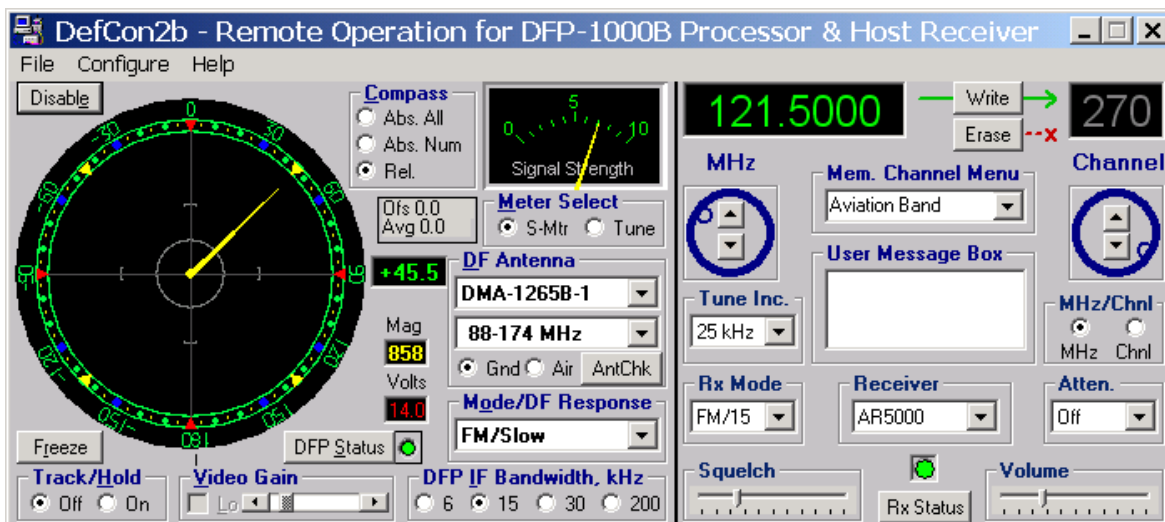 DefCon2b - Remote Operation for DFP-1000B Processor & Host Receiver
File Configure Help
Disable
0
30
60
90
120
150
180
-150
-120
-90
-60
-30
Compass
Abs. All
Abs. Num
Rel.
0 5 10
Signal Strength
Ofs 0.0
Avg 0.0
Meter Select
S-Mtr Tune
+45.5
DF Antenna
DMA-1265B-1
88-174 MHz
Gnd Air AntChk
Mag
858
Volts
14.0
Mode/DF Response
FM/Slow
Freeze
DFP Status
Track/Hold
Off On
Video Gain
Lo
DFP IF Bandwidth, kHz
6 15 30 200
121.5000
Write
Erase
--x
270
MHz
Mem. Channel Menu
Aviation Band
Channel
User Message Box
Tune Inc.
25 kHz
MHz/Chnl
MHz Chnl
Rx Mode
FM/15
Receiver
AR5000
Atten.
Off
Squelch
Rx Status
Volume